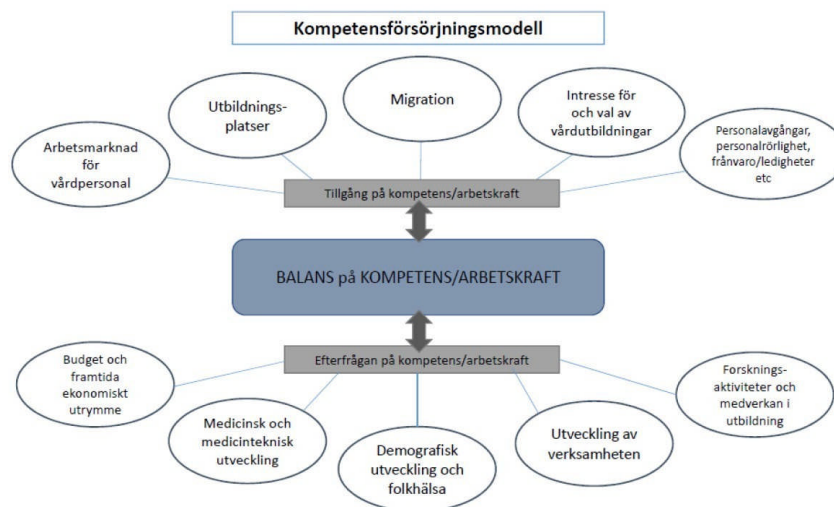 Kompetensförsörjningsmodell
Arbetsmarknad
för
vårdpersonal
Utbildnings-
platser
Migration
Intresse för
och val av
vårdutbildningar
Personalavgångar,
personalrörlighet,
frånvaro/ledigheter
etc
Tillgång på kompetens/arbetskraft
BALANS på KOMPETENS/ARBETSKRAFT
Efterfrågan på kompetens/arbetskraft
Budget och
framtida
ekonomiskt
utrymme
Medicinsk och
medicinteknisk
utveckling
Demografisk
utveckling och
folkhälsa
Utveckling av
verksamheten
Forsknings-
aktiviteter och
medverkan i
utbildning